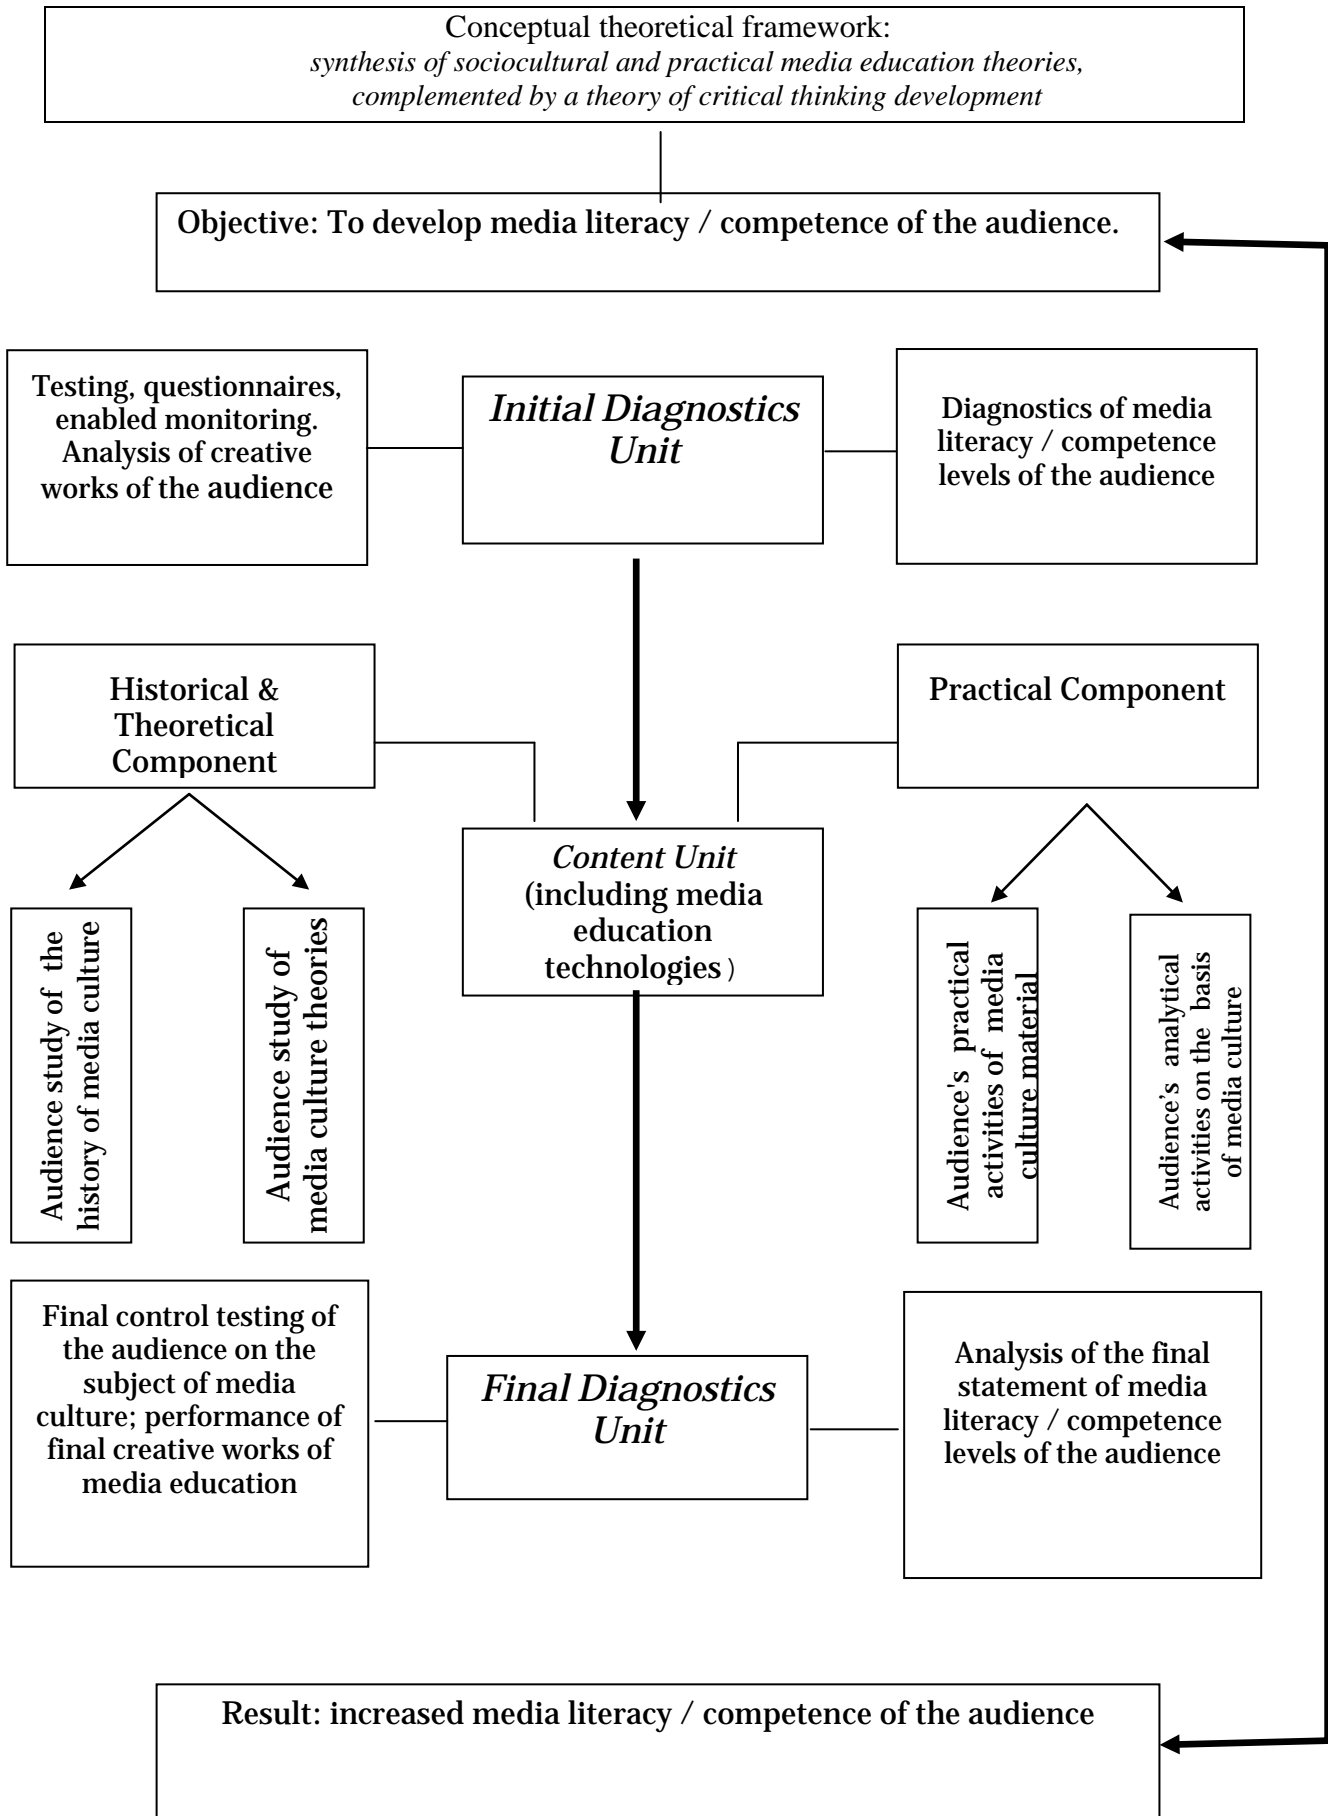 Conceptual theoretical framework:
synthesis of sociocultural and practical media education theories,
complemented by a theory of critical thinking development
Objective: To develop media literacy / competence of the audience.
Testing, questionnaires,
enabled monitoring.
Analysis of creative
works of the audience
Initial Diagnostics
Unit
Diagnostics of media
literacy / competence
levels of the audience
Historical &
Theoretical
Component
Practical Component
Content Unit
(including media
education
technologies)
Audience study of the
history of media culture
Audience study of
media culture theories
Audience's practical
activities of media
culture material
Audience’s analytical
activities on the basis
of media culture
Final control testing of
the audience on the
subject of media
culture; performance of
final creative works of
media education
Final Diagnostics
Unit
Analysis of the final
statement of media
literacy / competence
levels of the audience
Result: increased media literacy / competence of the audience